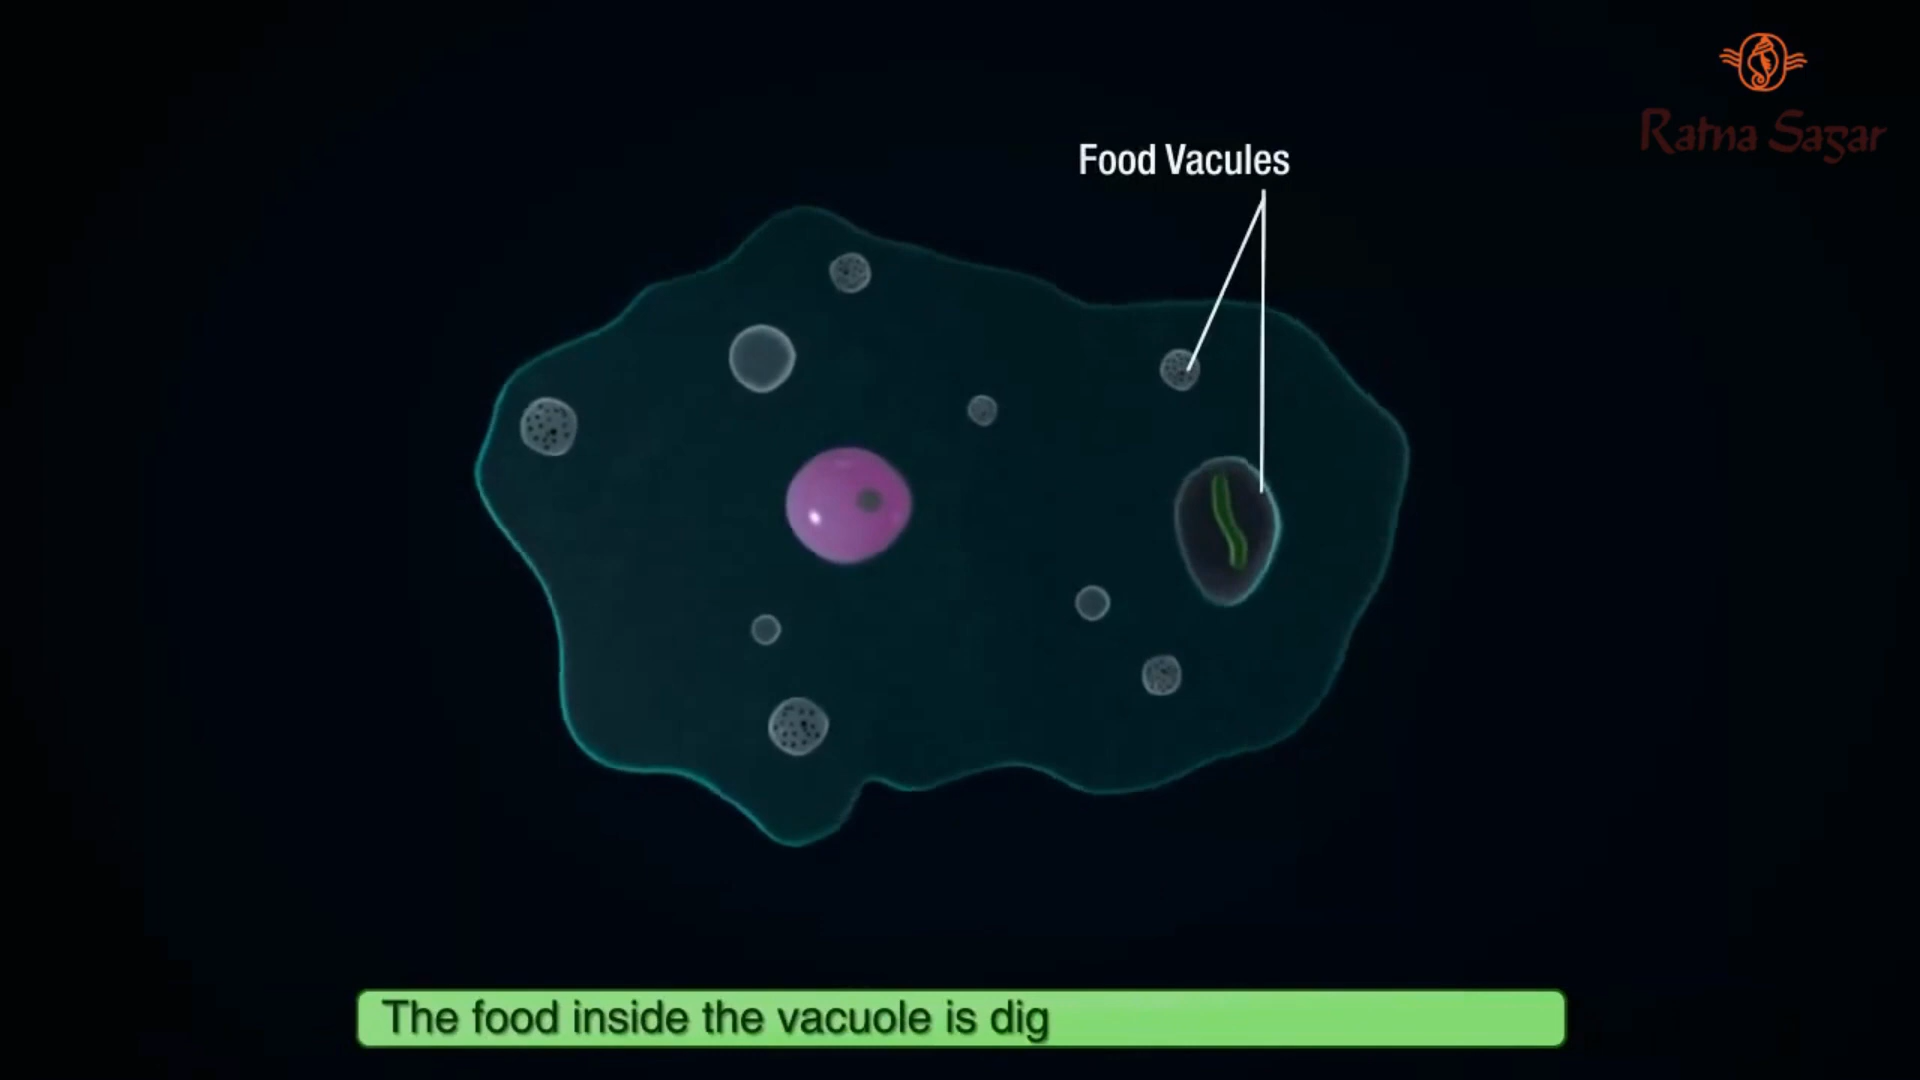 Ratna Sagar
Food Vacules
The food inside the vacuole is dig